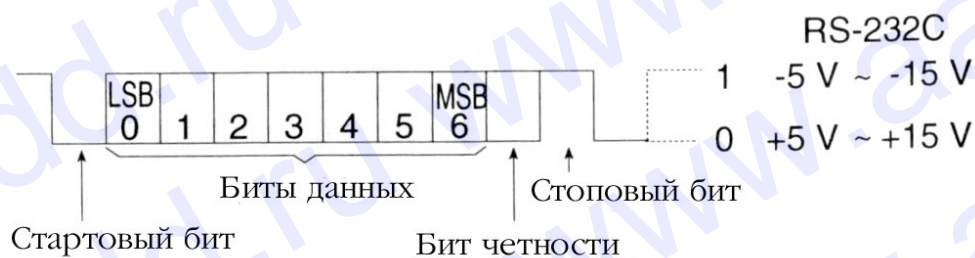 RS-232C
1 -5 V ~ -15 V
LSB MSB
0 1 2 3 4 5 6
0 +5 V ~ +15 V
Биты данных
Стоповый бит
Стартовый бит
Бит четности